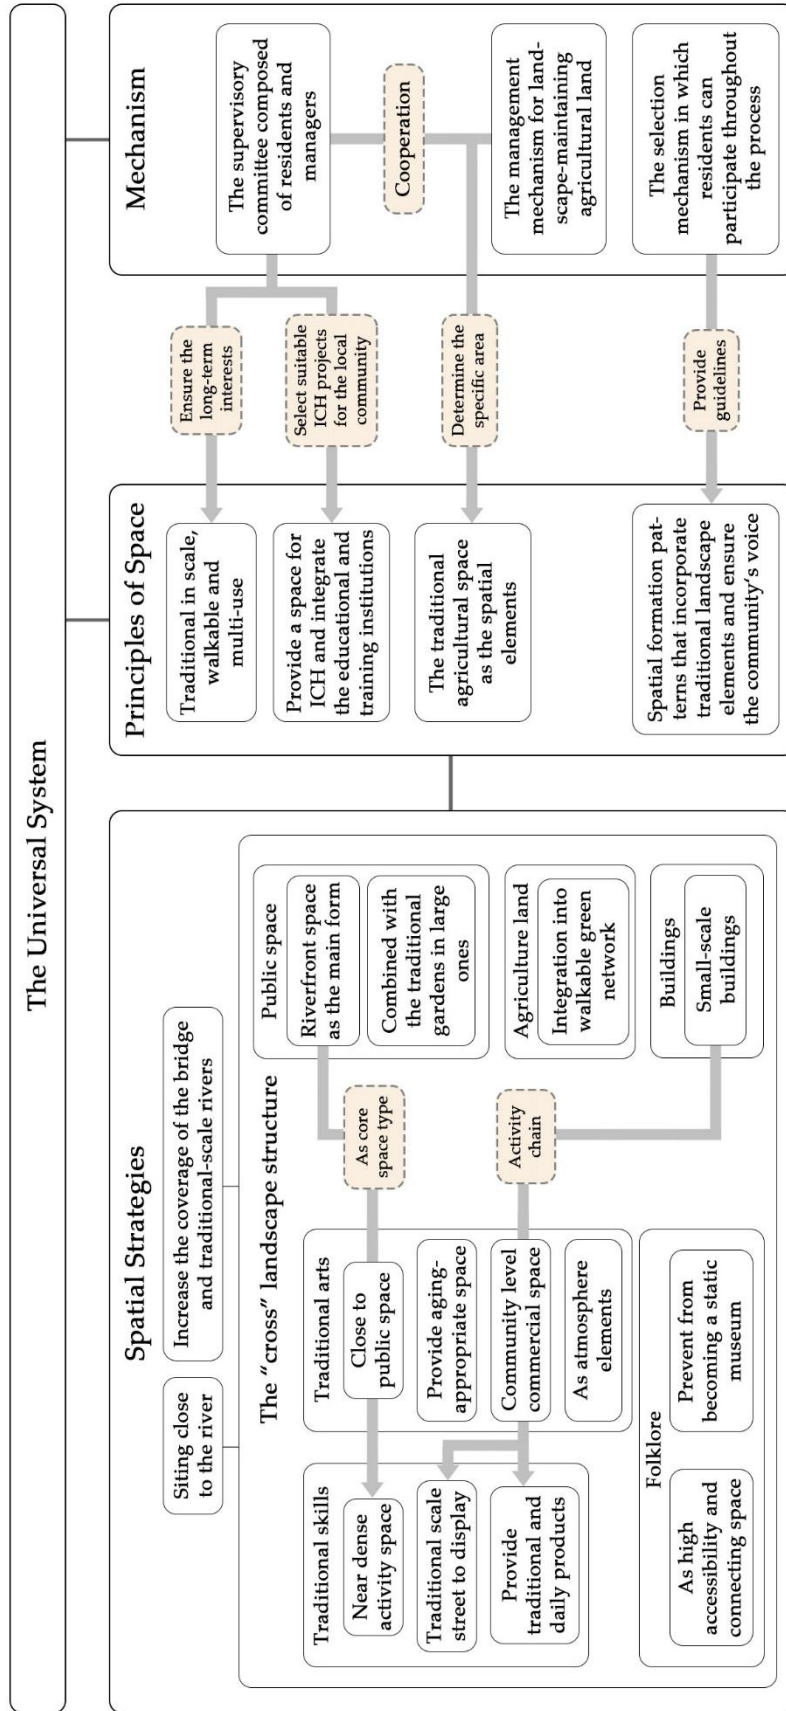 The Universal System
Spatial Strategies
Siting close
to the river
Increase the coverage of the bridge
and traditional-scale rivers
The "cross" landscape structure
Traditional skills
Near dense
activity space
Traditional scale
street to display
Provide
traditional and
daily products
Traditional arts
Close to
public space
Provide aging-
appropriate space
Community level
commercial space
As atmosphere
elements
As core
space type
Activity
chain
Public space
Riverfront space
as the main form
Combined with
the traditional
gardens in large
ones
Agriculture land
Integration into
walkable green
network
Buildings
Small-scale
buildings
Folklore
As high
accessibility and
connecting space
Prevent from
becoming a static
museum
Principles of Space
Traditional in scale,
walkable and
multi-use
Provide a space for
ICH and integrate
the educational and
training institutions
The traditional
agricultural space
as the spatial
elements
Spatial formation pat-
terns that incorporate
traditional landscape
elements and ensure
the community's voice
Ensure the
long-term
interests
Select suitable
ICH projects
for the local
community
Determine the
specific area
Provide
guidelines
Mechanism
The supervisory
committee composed
of residents and
managers
Cooperation
The management
mechanism for land-
scape-maintaining
agricultural land
The selection
mechanism in which
residents can
participate throughout
the process